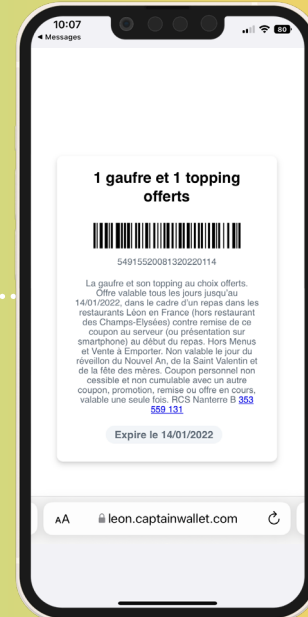 10:07
◀ Messages
80
1 gaufre et 1 topping
offerts
54915520081320220114
La gaufre et son topping au choix offerts.
Offre valable tous les jours jusqu'au
14/01/2022, dans le cadre d'un repas dans les
restaurants Léon en France (hors restaurant
des Champs-Elysées) contre remise de ce
coupon au serveur (ou présentation sur
smartphone) au début du repas. Hors Menus
et Vente à Emporter. Non valable le jour du
réveillon du Nouvel An, de la Saint Valentin et
de la fête des mères. Coupon personnel non
cessible et non cumulable avec un autre
coupon, promotion, remise ou offre en cours,
valable une seule fois. RCS Nanterre B 353
559 131
Expire le 14/01/2022
AA leon.captainwallet.com